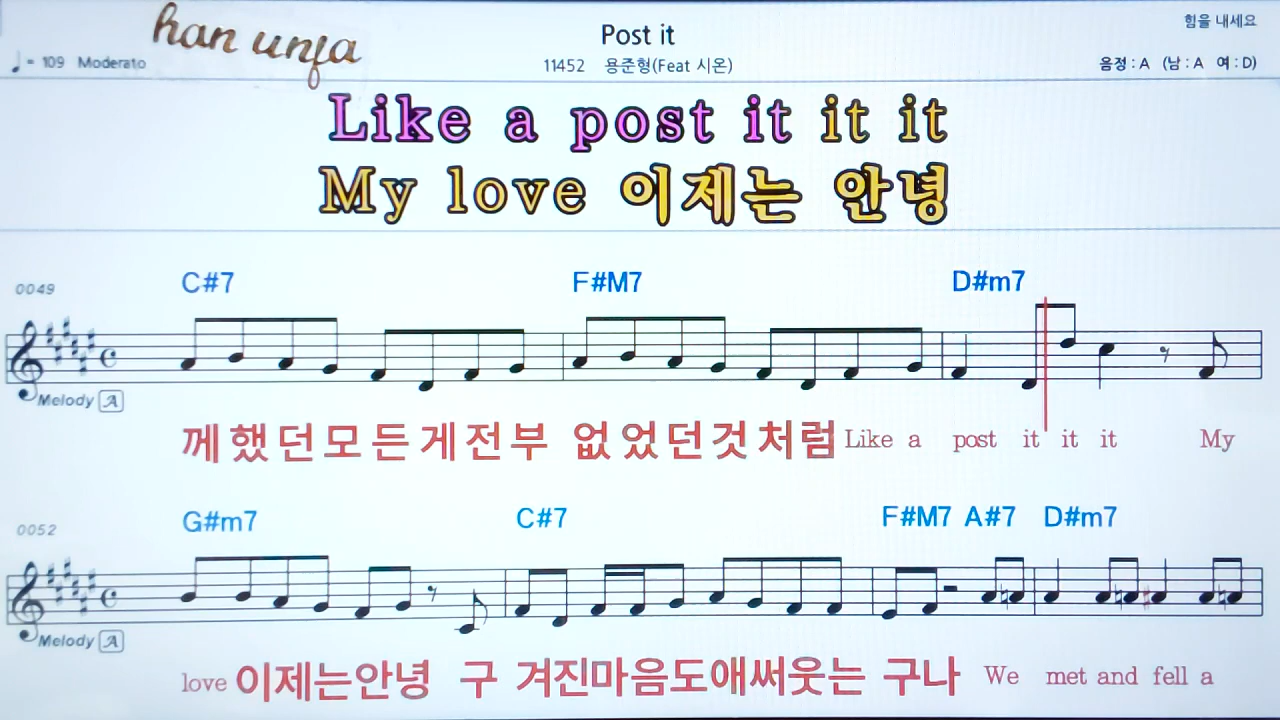 han unja
Post it
힘을 내세요
♩= 109 Moderato
11452 용준형(Feat 시온)
음정 : A (남 : A 여 : D)
Like a post it it it
My love 이제는 안녕
0049
C#7 F#M7 D#m7
Melody A
께했던모든게전부 없었던것처럼 Like a post it it it My
0052
G#m7 C#7 F#M7 A#7 D#m7
Melody A
love 이제는안녕 구 겨진마음도애써웃는 구나 We met and fell a